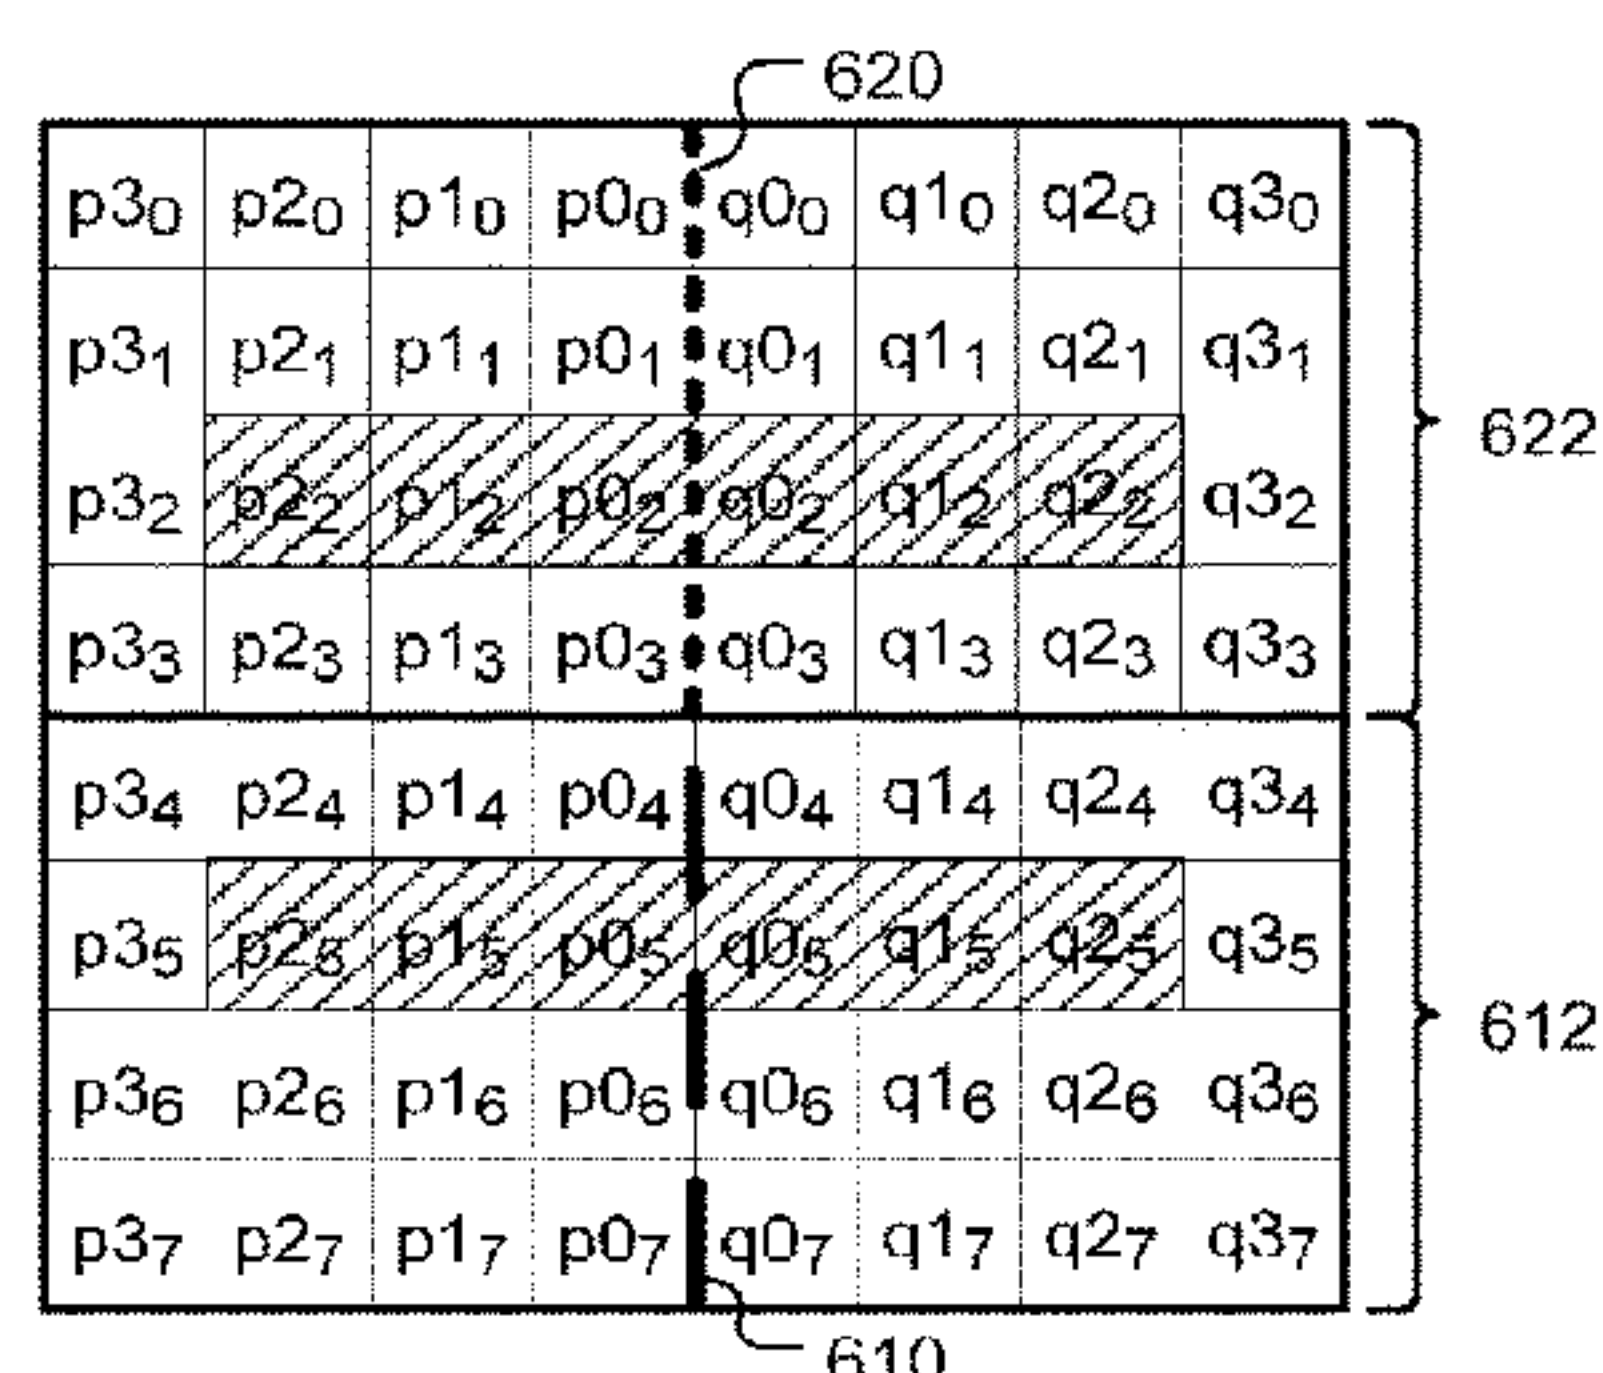 620
p3₀ p2₀ p1₀ p0₀ q0₀ q1₀ q2₀ q3₀
p3₁ p2₁ p1₁ p0₁ q0₁ q1₁ q2₁ q3₁
622
p3₂ p2₂ p1₂ p0₂ q0₂ q1₂ q2₂ q3₂
p3₃ p2₃ p1₃ p0₃ q0₃ q1₃ q2₃ q3₃
p3₄ p2₄ p1₄ p0₄ q0₄ q1₄ q2₄ q3₄
p3₅ p2₅ p1₅ p0₅ q0₅ q1₅ q2₅ q3₅
612
p3₆ p2₆ p1₆ p0₆ q0₆ q1₆ q2₆ q3₆
p3₇ p2₇ p1₇ p0₇ q0₇ q1₇ q2₇ q3₇
610